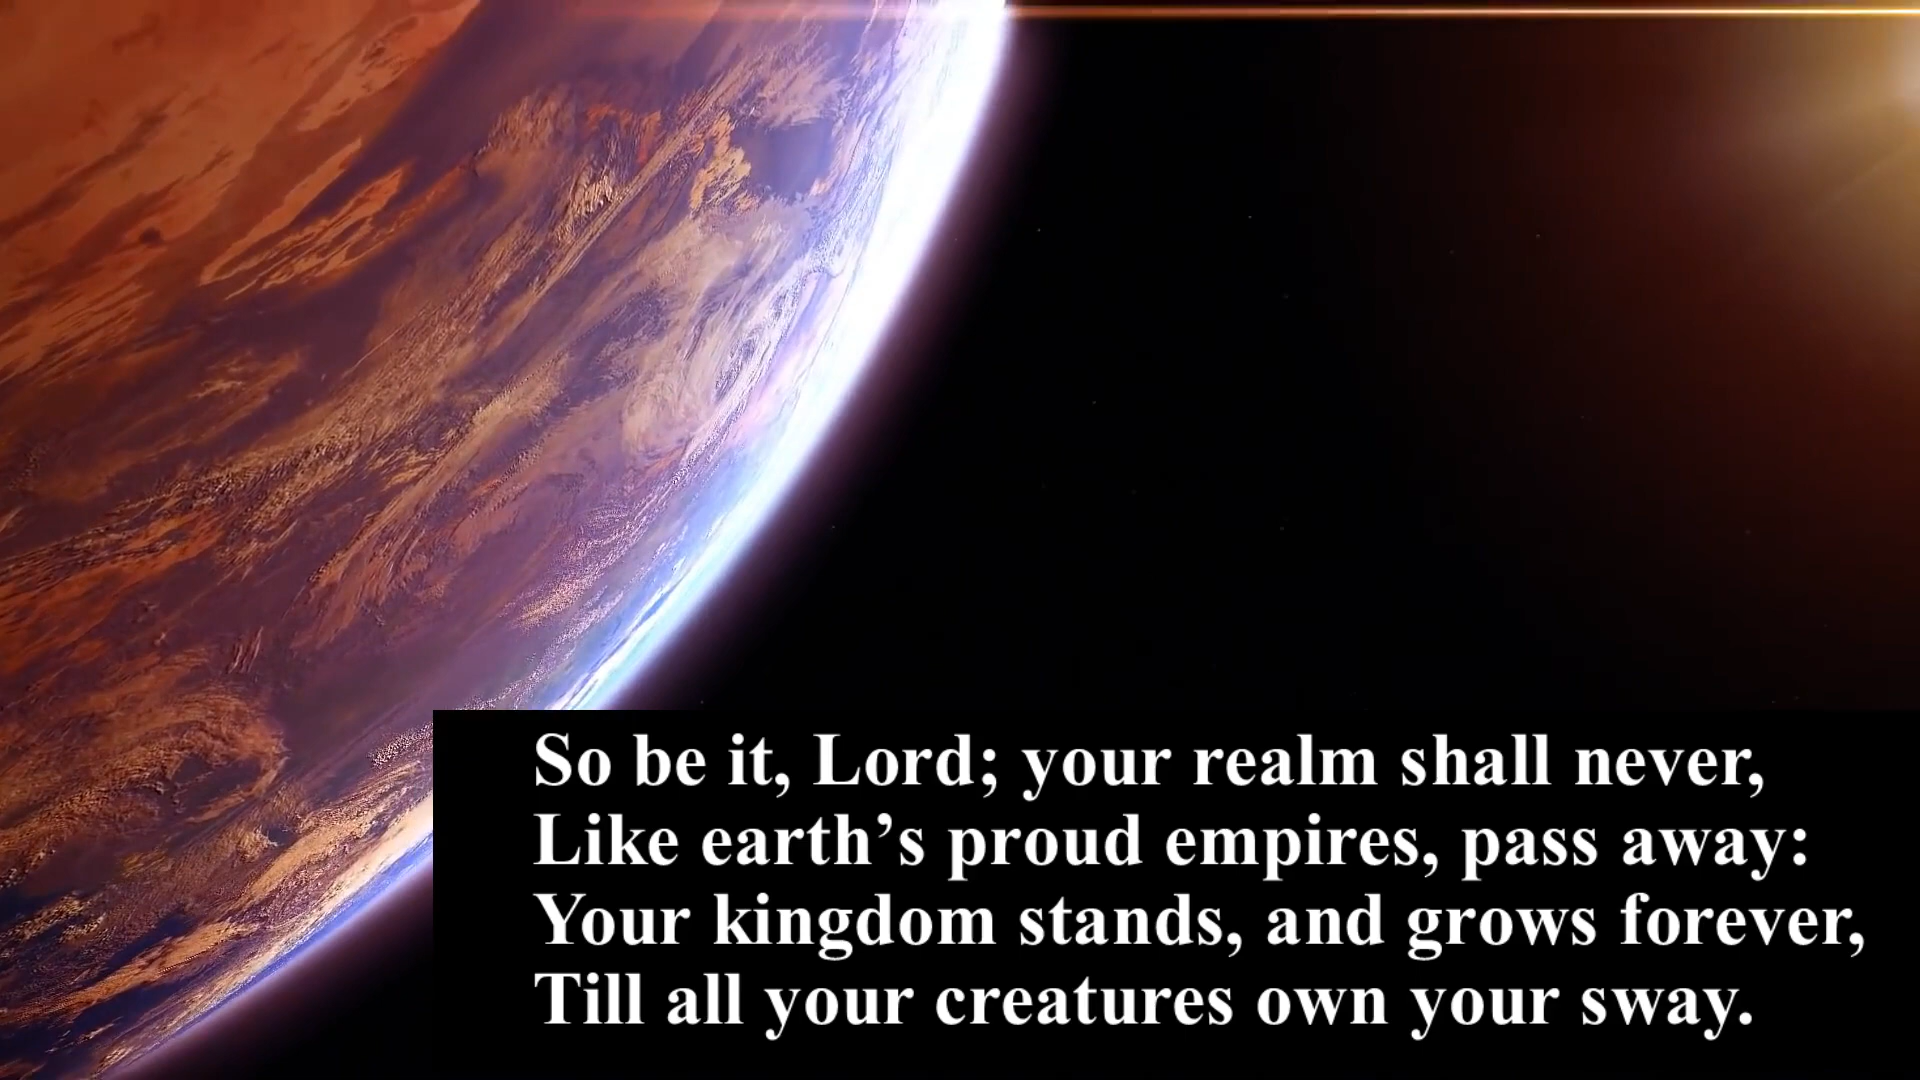 So be it, Lord; your realm shall never,
Like earth’s proud empires, pass away:
Your kingdom stands, and grows forever,
Till all your creatures own your sway.